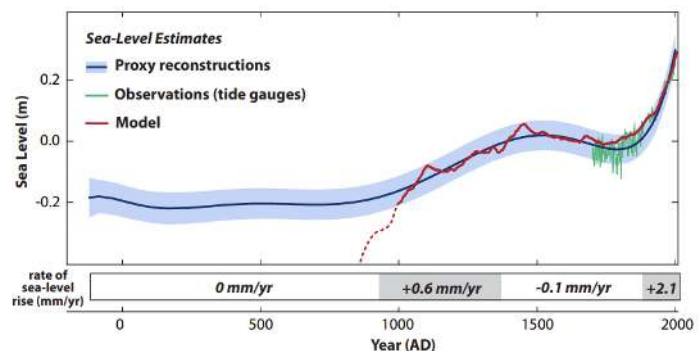 Sea-Level Estimates
Proxy reconstructions
Observations (tide gauges)
Model
Sea Level (m)
0.2
0.0
-0.2
rate of
sea-level
rise (mm/yr)
0 mm/yr
+0.6 mm/yr
-0.1 mm/yr
+2.1
0
500
1000
1500
2000
Year (AD)